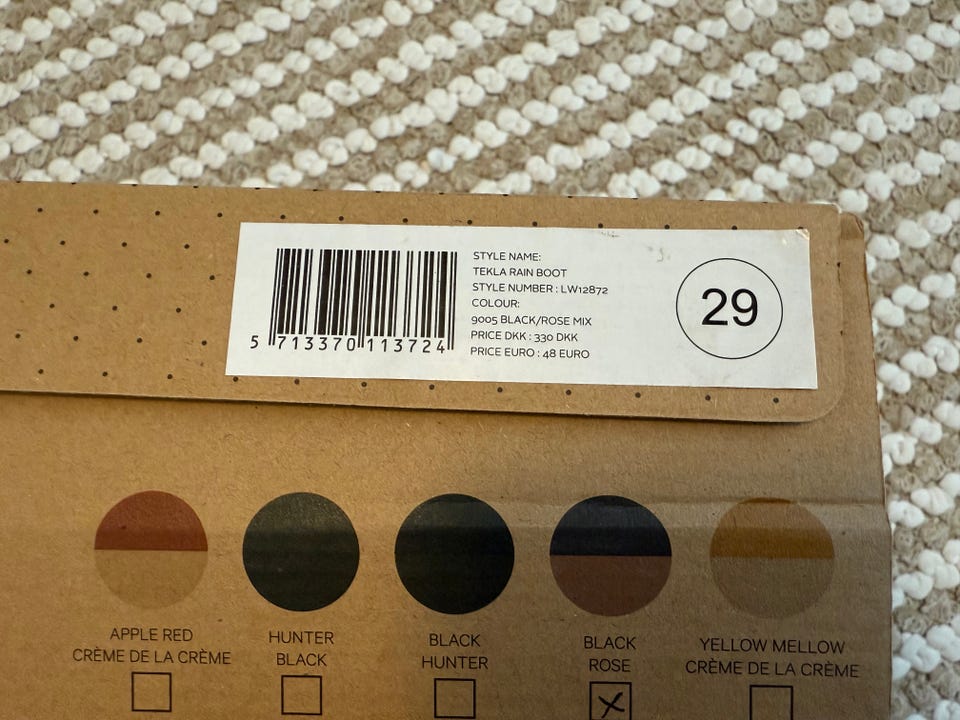 5 713370 113724
STYLE NAME:
TEKLA RAIN BOOT
STYLE NUMBER : LW12872
COLOUR:
9005 BLACK/ROSE MIX
PRICE DKK : 330 DKK
PRICE EURO : 48 EURO
29
APPLE RED
CRÈME DE LA CRÈME
HUNTER
BLACK
BLACK
HUNTER
BLACK
ROSE
YELLOW MELLOW
CRÈME DE LA CRÈME